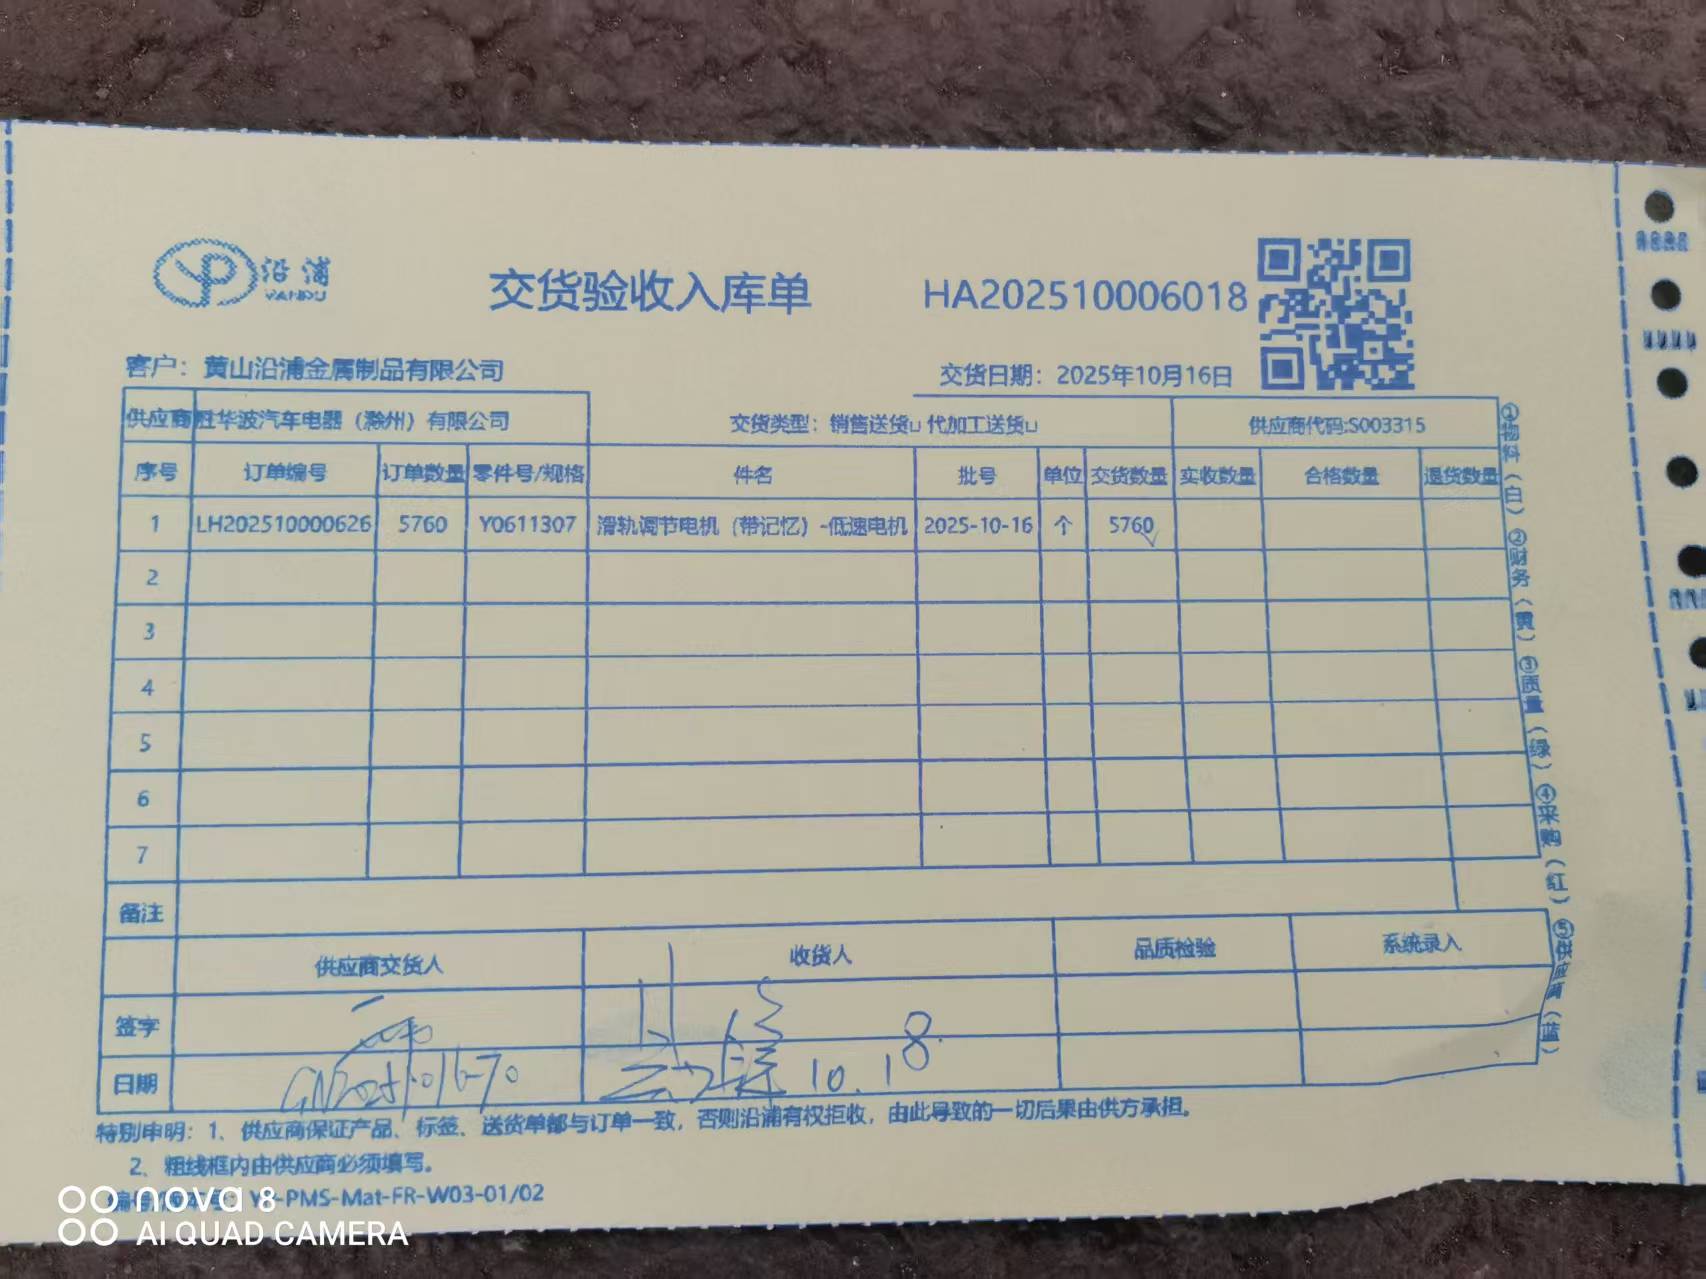 沿浦
YANPU
交货验收入库单
HA202510006018
客户：黄山沿浦金属制品有限公司
交货日期：2025年10月16日
供应商 胜华波汽车电器（滁州）有限公司 交货类型：销售送货□ 代加工送货□ 供应商代码:S003315
序号 订单编号 订单数量 零件号/规格 件名 批号 单位 交货数量 实收数量 合格数量 退货数量
1 LH202510000626 5760 Y0611307 滑轨调节电机（带记忆）-低速电机 2025-10-16 个 5760
2
3
4
5
6
7
备注
供应商交货人 收货人 品质检验 系统录入
签字
日期 10.18
①物料（白）②财务（黄）③质量（绿）④采购（红）⑤供应商（蓝）
特别申明：1、供应商保证产品、标签、送货单都与订单一致，否则沿浦有权拒收，由此导致的一切后果由供方承担。
2、粗线框内由供应商必须填写。
-PMS-Mat-FR-W03-01/02
nova 8
AI QUAD CAMERA